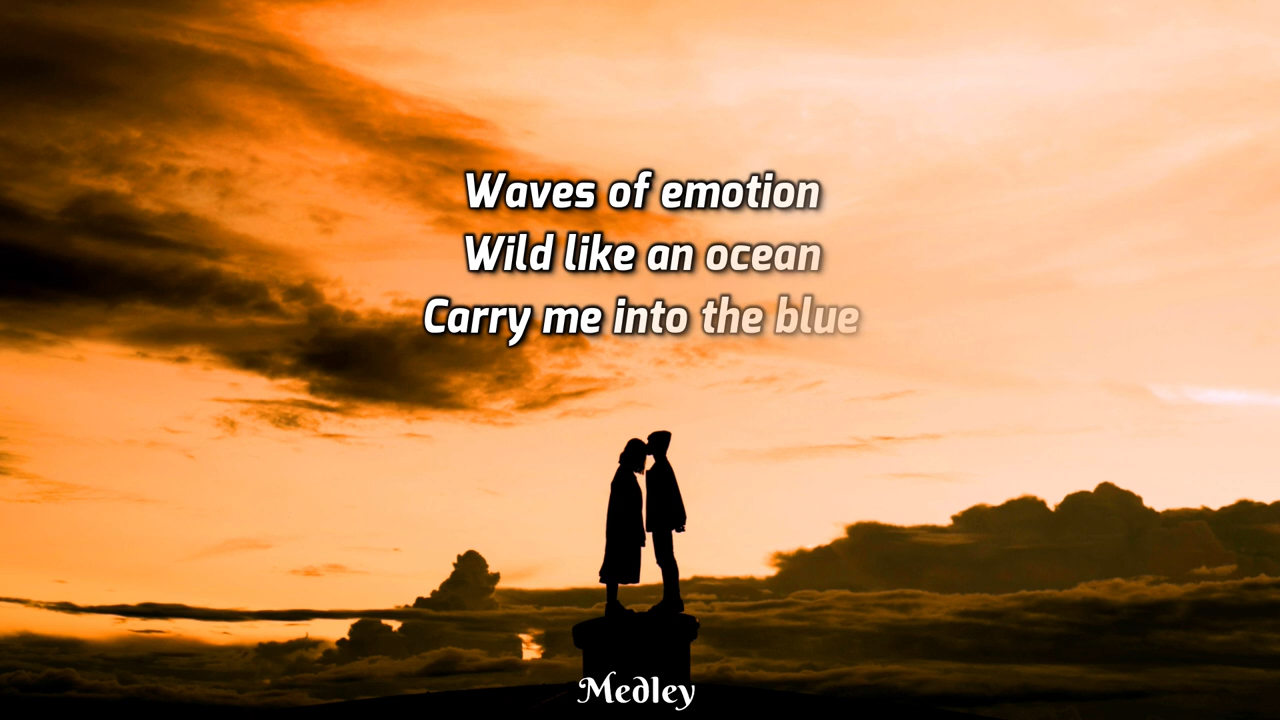 Waves of emotion
Wild like an ocean
Carry me into the blue
Medley